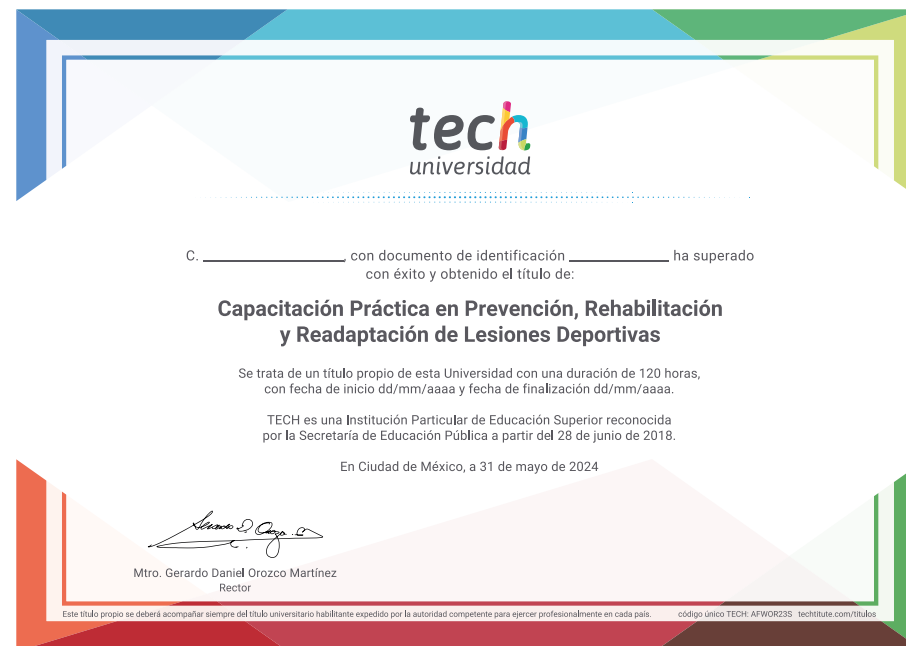 tech
universidad
C. ____________, con documento de identificación ____________ ha superado
con éxito y obtenido el título de:
Capacitación Práctica en Prevención, Rehabilitación
y Readaptación de Lesiones Deportivas
Se trata de un título propio de esta Universidad con una duración de 120 horas,
con fecha de inicio dd/mm/aaaa y fecha de finalización dd/mm/aaaa.
TECH es una Institución Particular de Educación Superior reconocida
por la Secretaría de Educación Pública a partir del 28 de junio de 2018.
En Ciudad de México, a 31 de mayo de 2024
Mtro. Gerardo Daniel Orozco Martínez
Rector
Este título propio se deberá acompañar siempre del título universitario habilitante expedido por la autoridad competente para ejercer profesionalmente en cada país. código único TECH: AFWOR23S techtitute.com/titulos